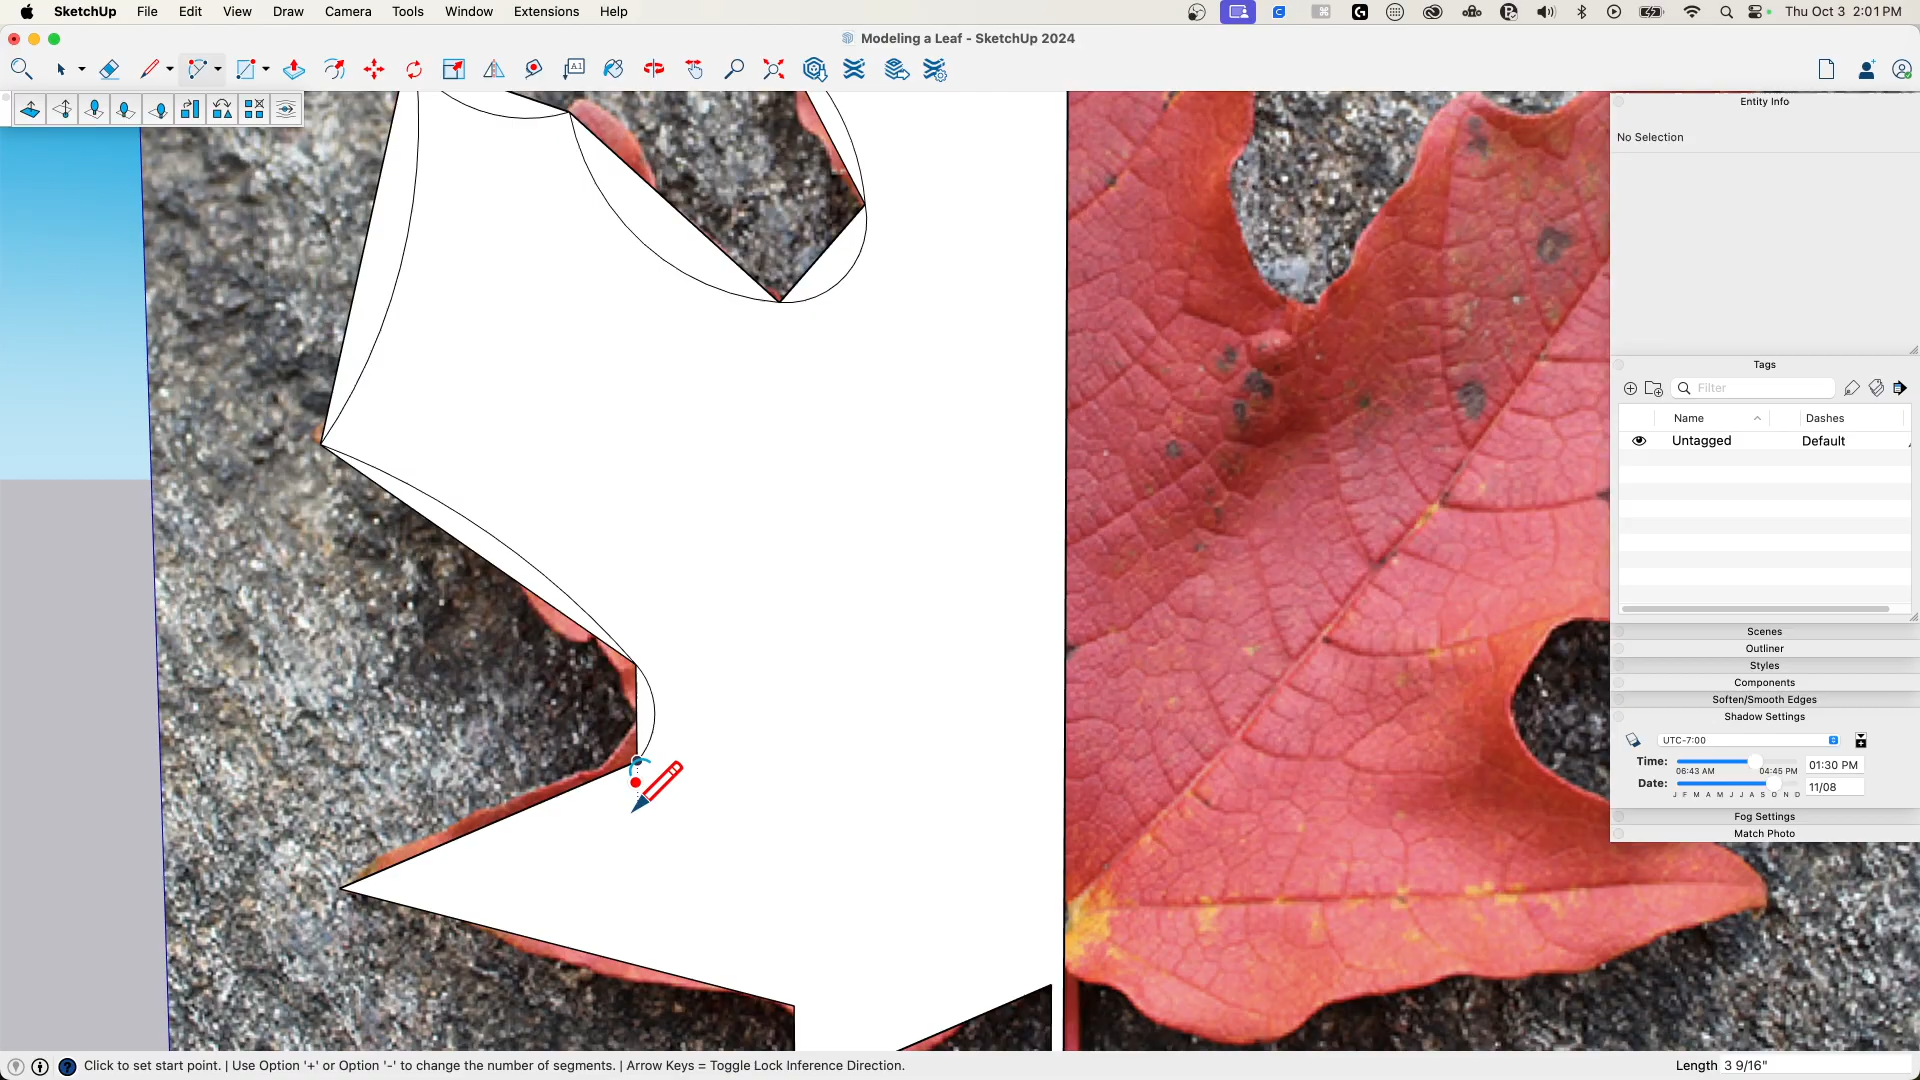 SketchUp File Edit View Draw Camera Tools Window Extensions Help Thu Oct 3 2:01 PM
Modeling a Leaf - SketchUp 2024
A1
Entity Info
No Selection
Tags
Filter
Name Dashes
Untagged Default
Scenes
Outliner
Styles
Components
Soften/Smooth Edges
Shadow Settings
UTC-7:00
Time: 06:43 AM 04:45 PM 01:30 PM
Date: J F M A M J J A S O N D 11/08
Fog Settings
Match Photo
Click to set start point. | Use Option '+' or Option '-' to change the number of segments. | Arrow Keys = Toggle Lock Inference Direction. Length 3 9/16"